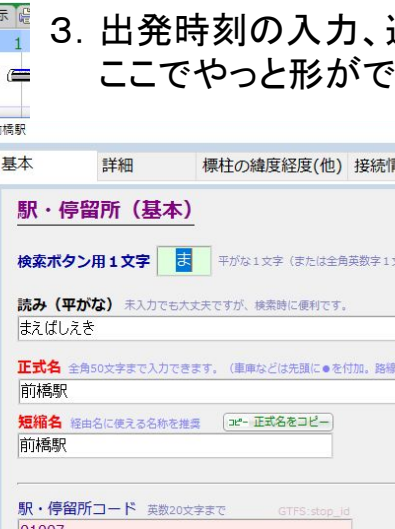 示
1
3. 出発時刻の入力、
ここでやっと形がで
前橋駅
基本 詳細 標柱の緯度経度(他) 接続情
駅・停留所（基本）
検索ボタン用１文字 ま 平がな１文字（または全角英数字１文
読み（平がな） 未入力でも大丈夫ですが、検索時に便利です。
まえばしえき
正式名 全角50文字まで入力できます。（車庫などは先頭に●を付加。路線
前橋駅
短縮名 経由名に使える名称を推奨 コピー 正式名をコピー
前橋駅
駅・停留所コード 英数20文字まで GTFS:stop_id